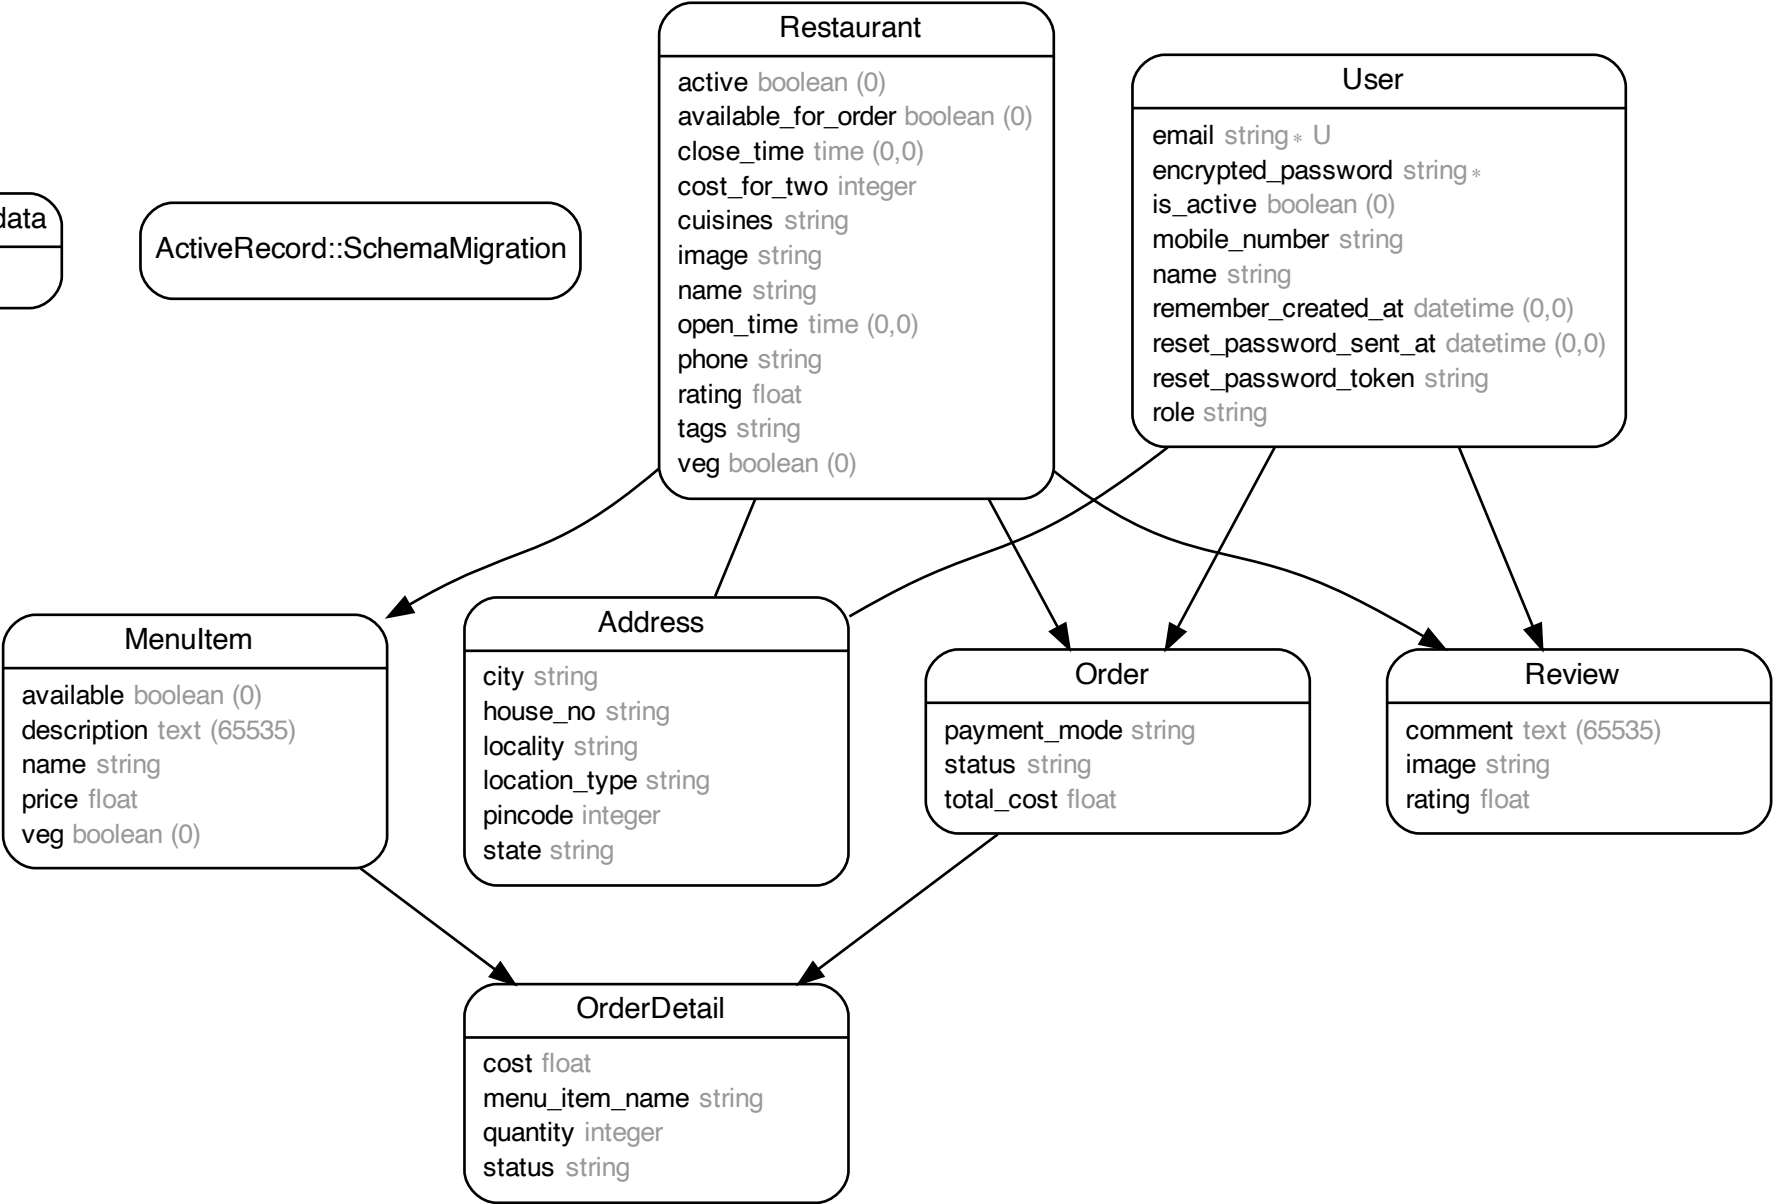 data
ActiveRecord::SchemaMigration
Restaurant
active boolean (0)
available_for_order boolean (0)
close_time time (0,0)
cost_for_two integer
cuisines string
image string
name string
open_time time (0,0)
phone string
rating float
tags string
veg boolean (0)
User
email string∗ U
encrypted_password string∗
is_active boolean (0)
mobile_number string
name string
remember_created_at datetime (0,0)
reset_password_sent_at datetime (0,0)
reset_password_token string
role string
MenuItem
available boolean (0)
description text (65535)
name string
price float
veg boolean (0)
Address
city string
house_no string
locality string
location_type string
pincode integer
state string
Order
payment_mode string
status string
total_cost float
Review
comment text (65535)
image string
rating float
OrderDetail
cost float
menu_item_name string
quantity integer
status string